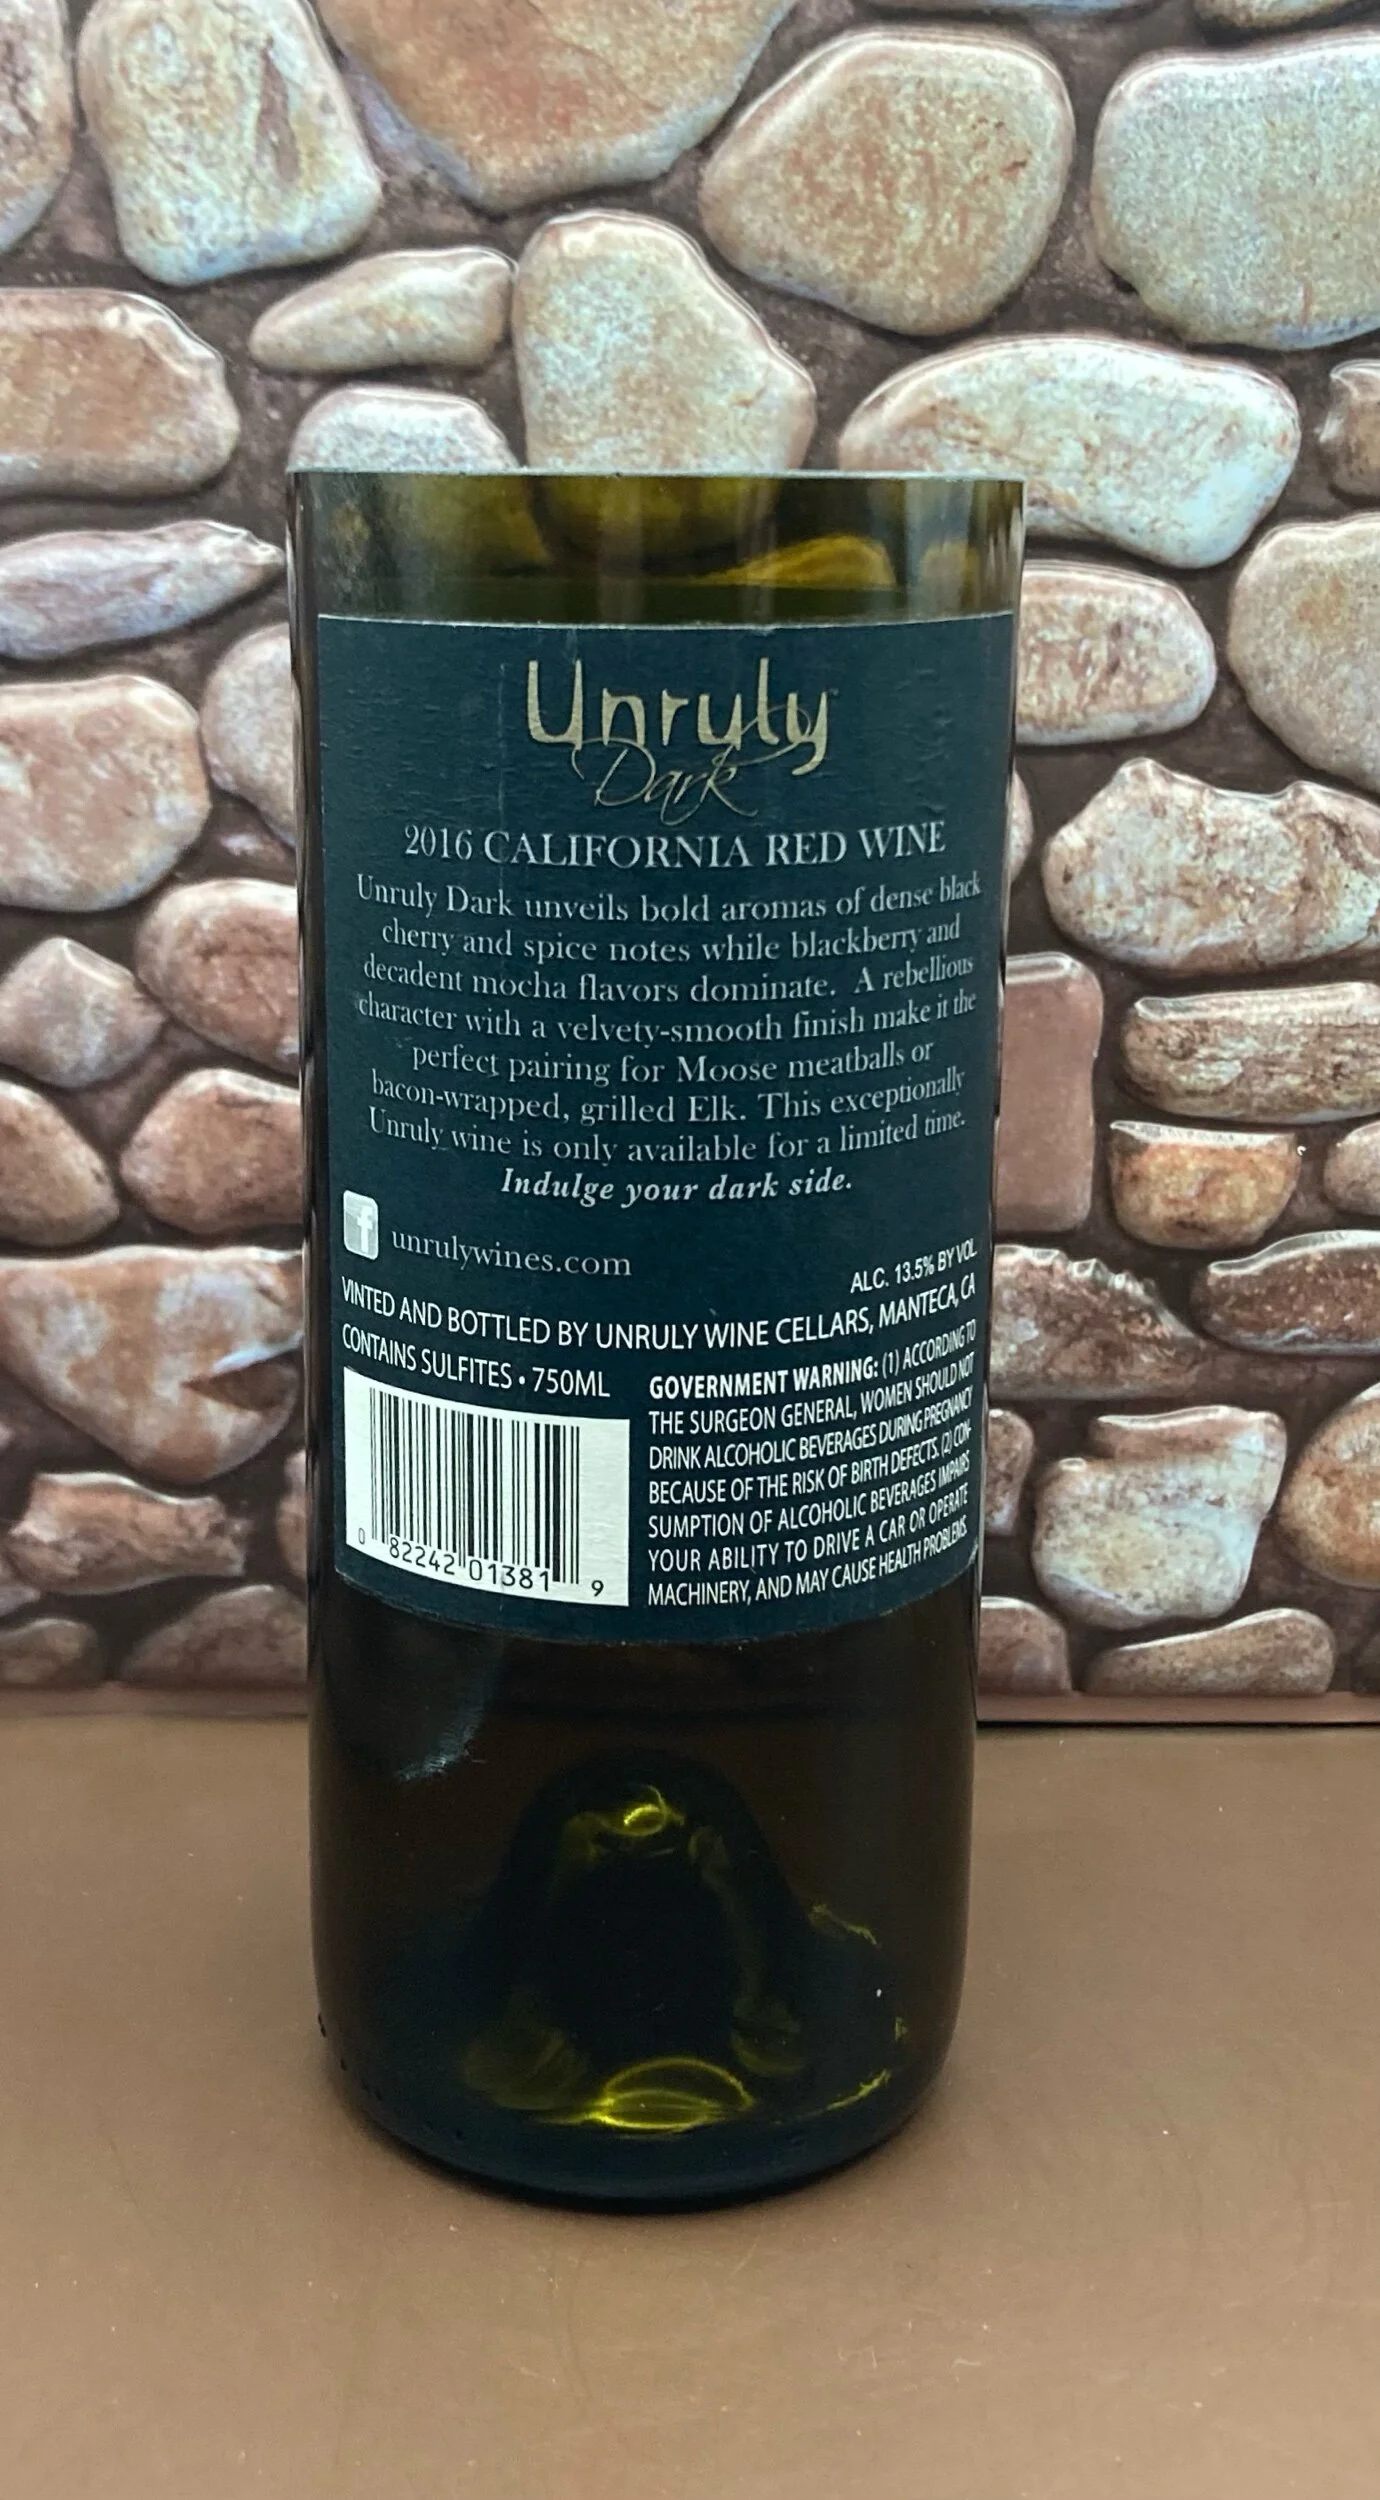 Unruly
Dark
2016 CALIFORNIA RED WINE
Unruly Dark unveils bold aromas of dense black
cherry and spice notes while blackberry and
decadent mocha flavors dominate. A rebellious
character with a velvety-smooth finish make it the
perfect pairing for Moose meatballs or
bacon-wrapped, grilled Elk. This exceptionally
Unruly wine is only available for a limited time.
Indulge your dark side.
f unrulywines.com
ALC. 13.5% BY VOL.
VINTED AND BOTTLED BY UNRULY WINE CELLARS, MANTECA, CA
CONTAINS SULFITES • 750ML
GOVERNMENT WARNING: (1) ACCORDING TO
THE SURGEON GENERAL, WOMEN SHOULD NOT
DRINK ALCOHOLIC BEVERAGES DURING PREGNANCY
BECAUSE OF THE RISK OF BIRTH DEFECTS. (2) CON-
SUMPTION OF ALCOHOLIC BEVERAGES IMPAIRS
YOUR ABILITY TO DRIVE A CAR OR OPERATE
MACHINERY, AND MAY CAUSE HEALTH PROBLEMS.
0 82242 01381 9